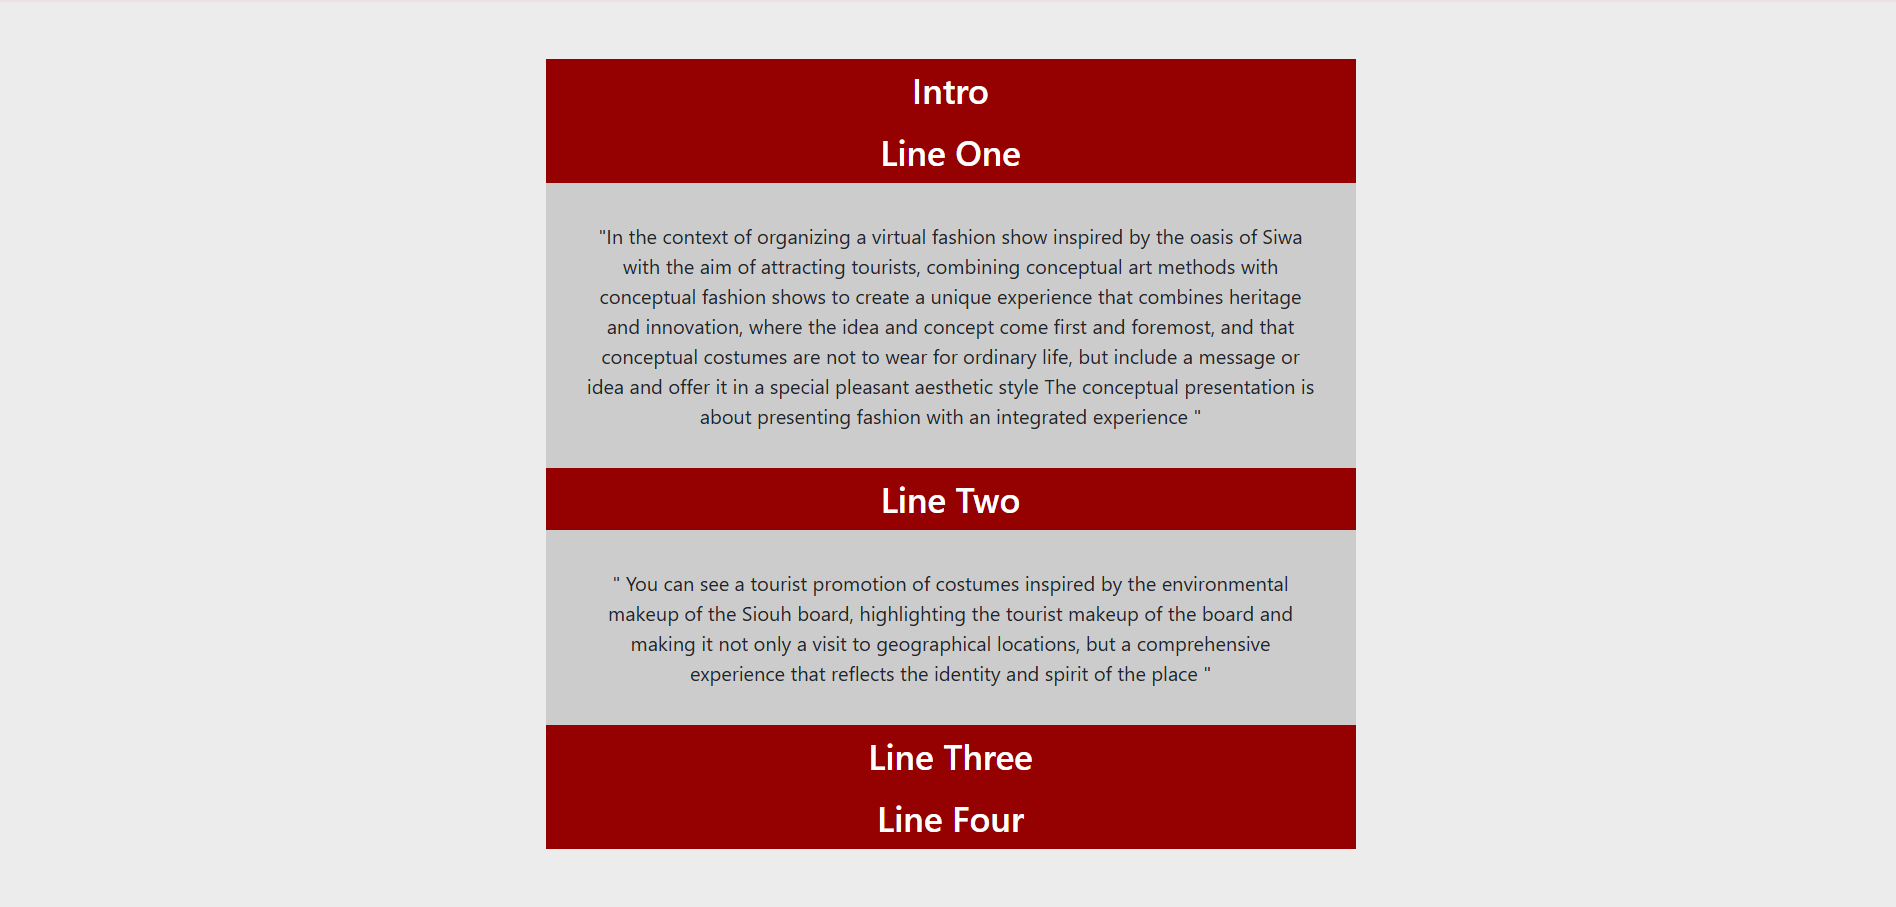 Intro
Line One
"In the context of organizing a virtual fashion show inspired by the oasis of Siwa
with the aim of attracting tourists, combining conceptual art methods with
conceptual fashion shows to create a unique experience that combines heritage
and innovation, where the idea and concept come first and foremost, and that
conceptual costumes are not to wear for ordinary life, but include a message or
idea and offer it in a special pleasant aesthetic style The conceptual presentation is
about presenting fashion with an integrated experience "
Line Two
" You can see a tourist promotion of costumes inspired by the environmental
makeup of the Siouh board, highlighting the tourist makeup of the board and
making it not only a visit to geographical locations, but a comprehensive
experience that reflects the identity and spirit of the place "
Line Three
Line Four